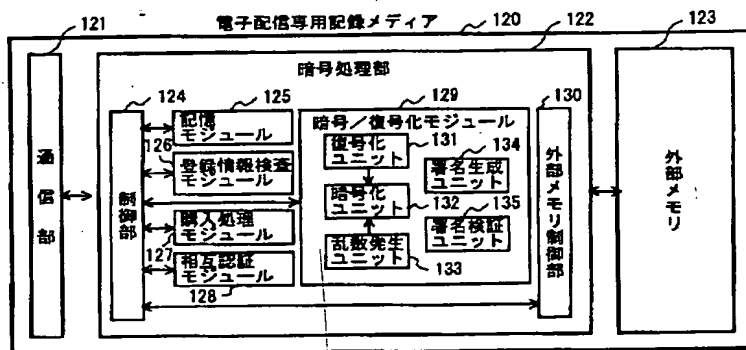 電子配信専用記録メディア
120
121
122
123
暗号処理部
124
125
129
130
通信部
制御部
記信
モジュール
126
登録情報検査
モジュール
購入処理
モジュール
127
相互認証
モジュール
128
暗号/復号化モジュール
復号化
ユニット
131
暗号化
ユニット
132
乱数発生
ユニット
133
署名生成
ユニット
134
署名検証
ユニット
135
外部メモリ制御部
外部メモリ